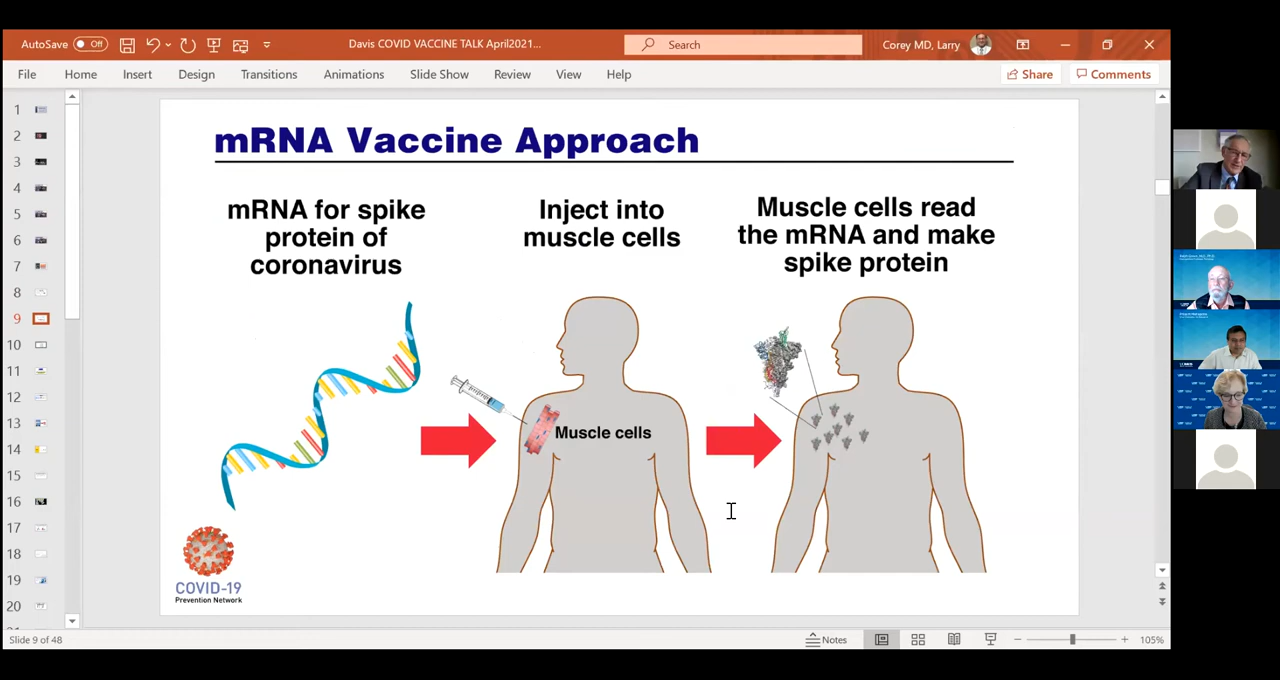 AutoSave
Off
Davis COVID VACCINE TALK April2021...
Search
Corey MD, Larry
File
Home
Insert
Design
Transitions
Animations
Slide Show
Review
View
Help
Share
Comments
1
2
3
4
5
6
7
8
9
10
11
12
13
14
15
16
17
18
19
20
mRNA Vaccine Approach
mRNA for spike
protein of
coronavirus
Inject into
muscle cells
Muscle cells read
the mRNA and make
spike protein
Muscle cells
COVID-19
Prevention Network
Slide 9 of 48
Notes
105%